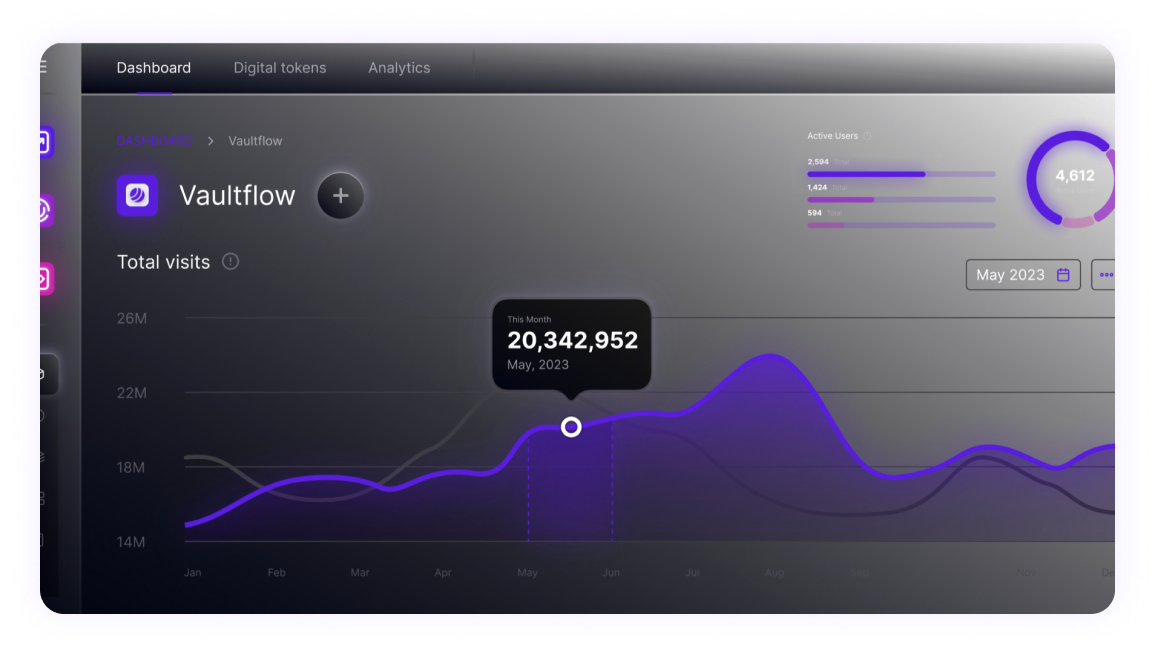 Dashboard Digital tokens Analytics
DASHBOARD > Vaultflow
Vaultflow
Active Users
2,594 Total
1,424 Total
594 Total
4,612
Total visits
May 2023
This Month
20,342,952
May, 2023
26M
22M
18M
14M
Jan Feb Mar Apr May Jun Jul Aug Sep Nov De